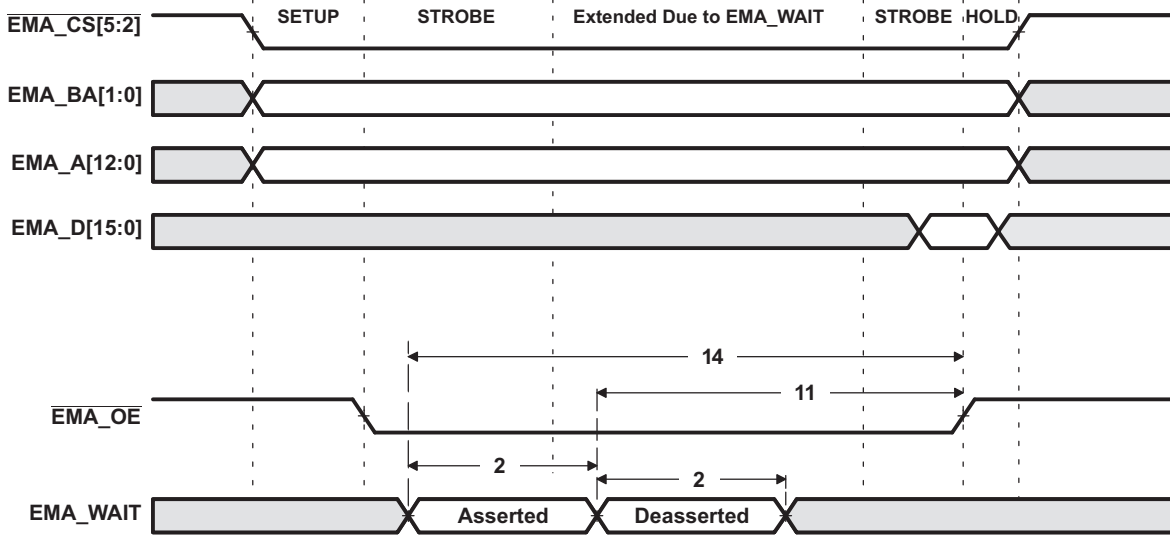 SETUP STROBE Extended Due to EMA_WAIT STROBE HOLD
EMA_CS[5:2]
EMA_BA[1:0]
EMA_A[12:0]
EMA_D[15:0]
14
11
EMA_OE
2
2
EMA_WAIT Asserted Deasserted